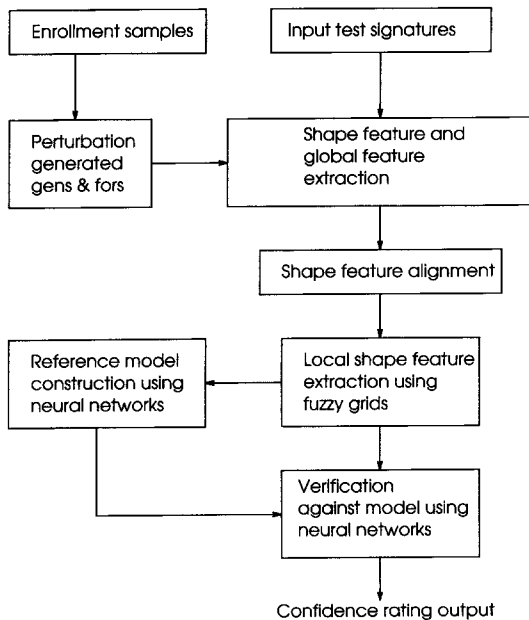 Enrollment samples
Input test signatures
Perturbation
generated
gens & fors
Shape feature and
global feature
extraction
Shape feature alignment
Reference model
construction using
neural networks
Local shape feature
extraction using
fuzzy grids
Verification
against model using
neural networks
Confidence rating output